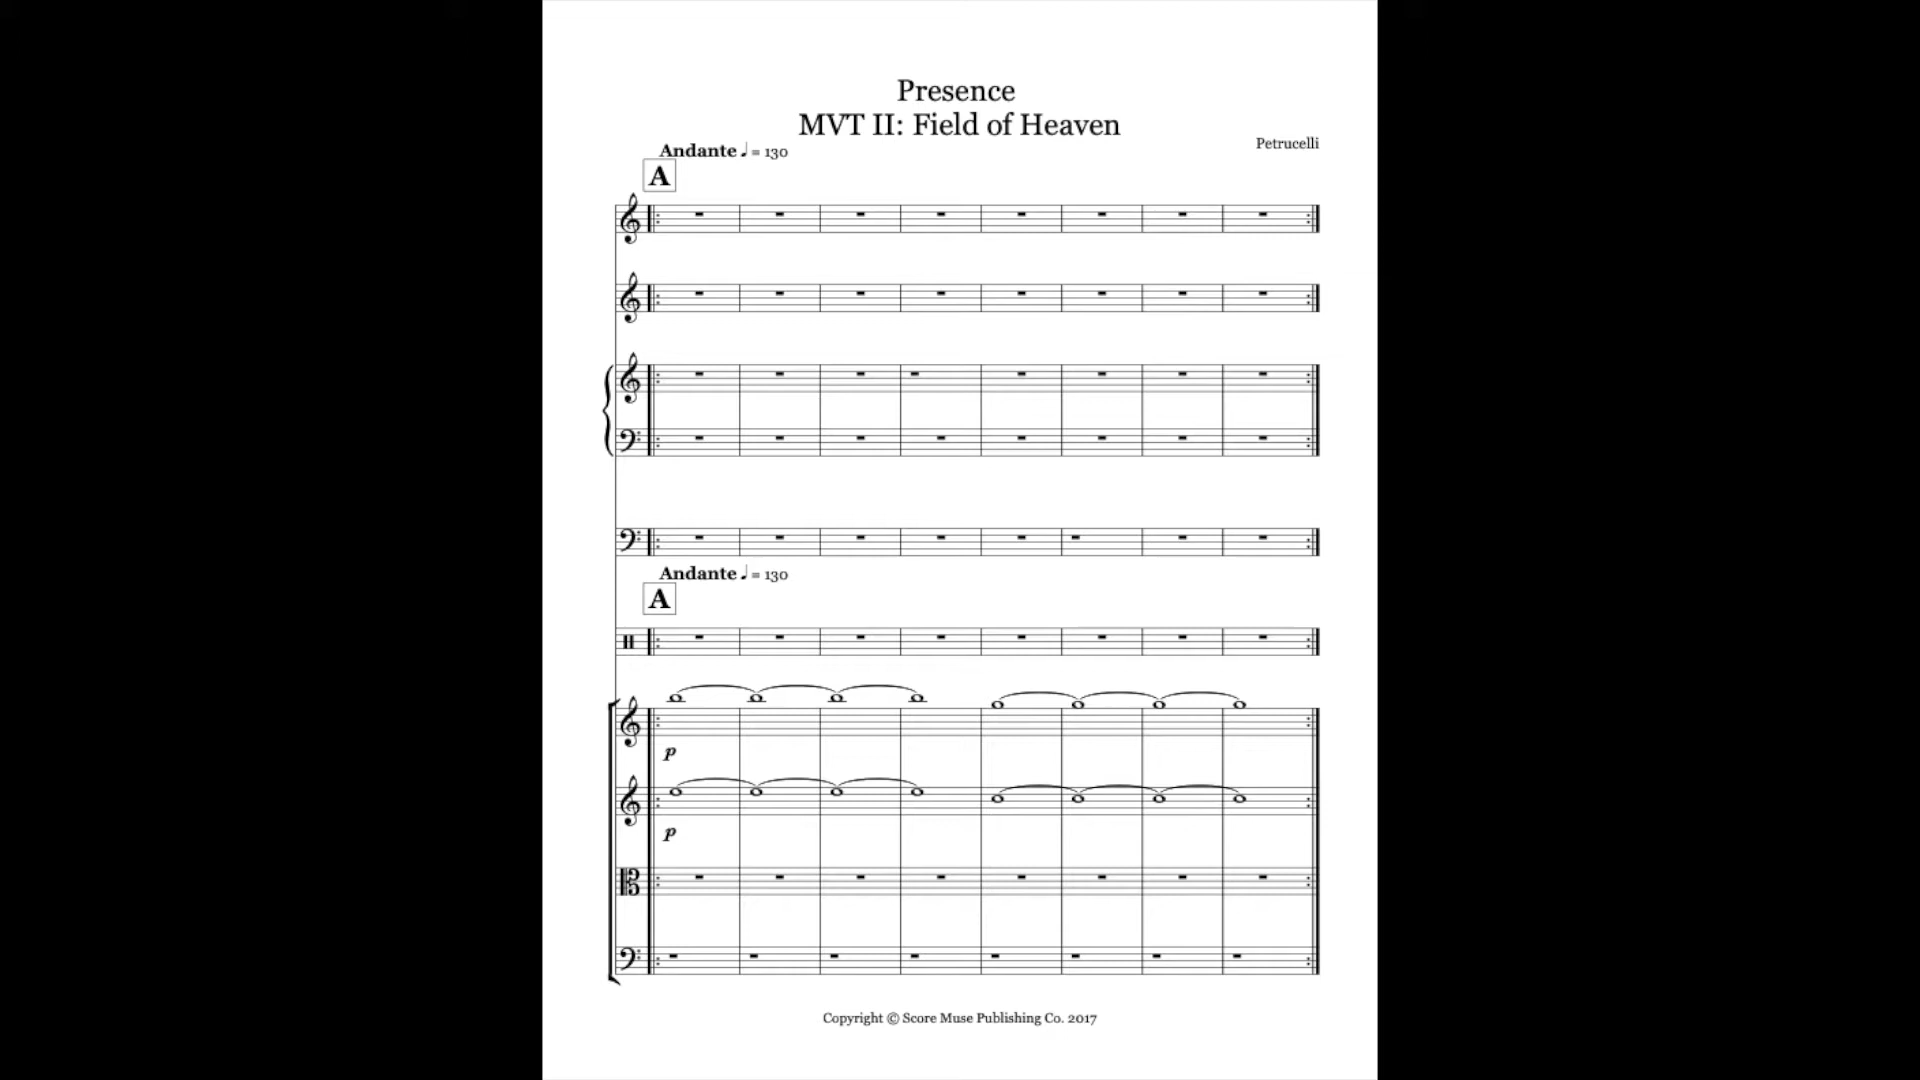 Presence
MVT II: Field of Heaven
Petrucelli
Andante ♩ = 130
A
Andante ♩ = 130
A
p
p
Copyright © Score Muse Publishing Co. 2017